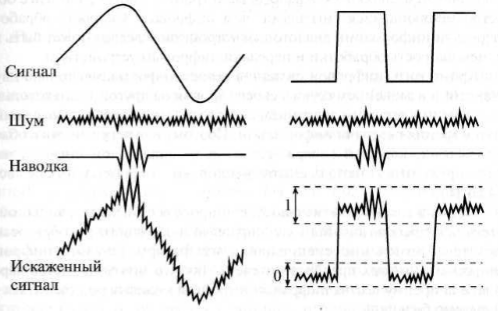 Сигнал
Шум
Наводка
Искаженный
сигнал
1
0